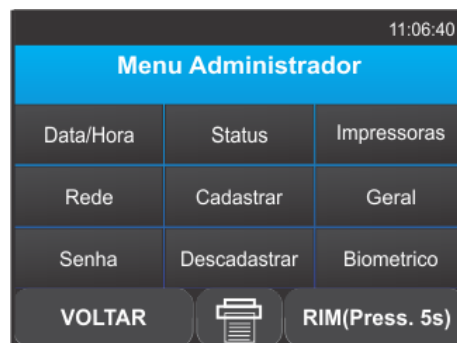 11:06:40
Menu Administrador
Data/Hora Status Impressoras
Rede Cadastrar Geral
Senha Descadastrar Biometrico
VOLTAR RIM(Press. 5s)